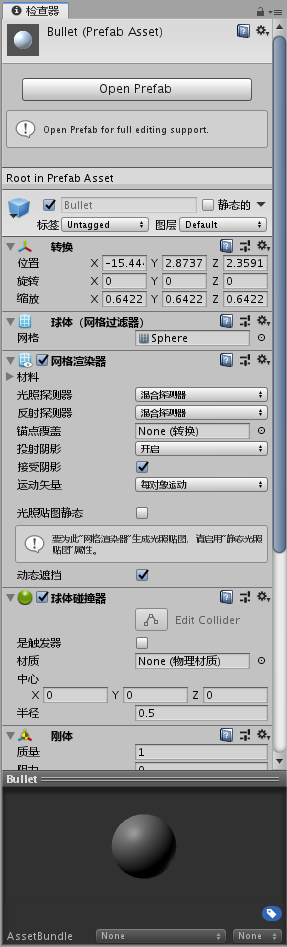 检查器
Bullet (Prefab Asset)
Open Prefab
Open Prefab for full editing support.
Root in Prefab Asset
Bullet 静态的
标签 Untagged 图层 Default
转换
位置 X -15.44 Y 2.8737 Z 2.3591
旋转 X 0 Y 0 Z 0
缩放 X 0.6422 Y 0.6422 Z 0.6422
球体（网格过滤器）
网格 Sphere
网格渲染器
材料
光照探测器 混合探测器
反射探测器 混合探测器
锚点覆盖 None (转换)
投射阴影 开启
接受阴影
运动矢量 每对象运动
光照贴图静态
要为此“网格渲染器”生成光照贴图，请启用“静态光照
贴图”属性。
动态遮挡
球体碰撞器
Edit Collider
是触发器
材质 None (物理材质)
中心
X 0 Y 0 Z 0
半径 0.5
刚体
质量 1
阻力 0
Bullet
AssetBundle None None